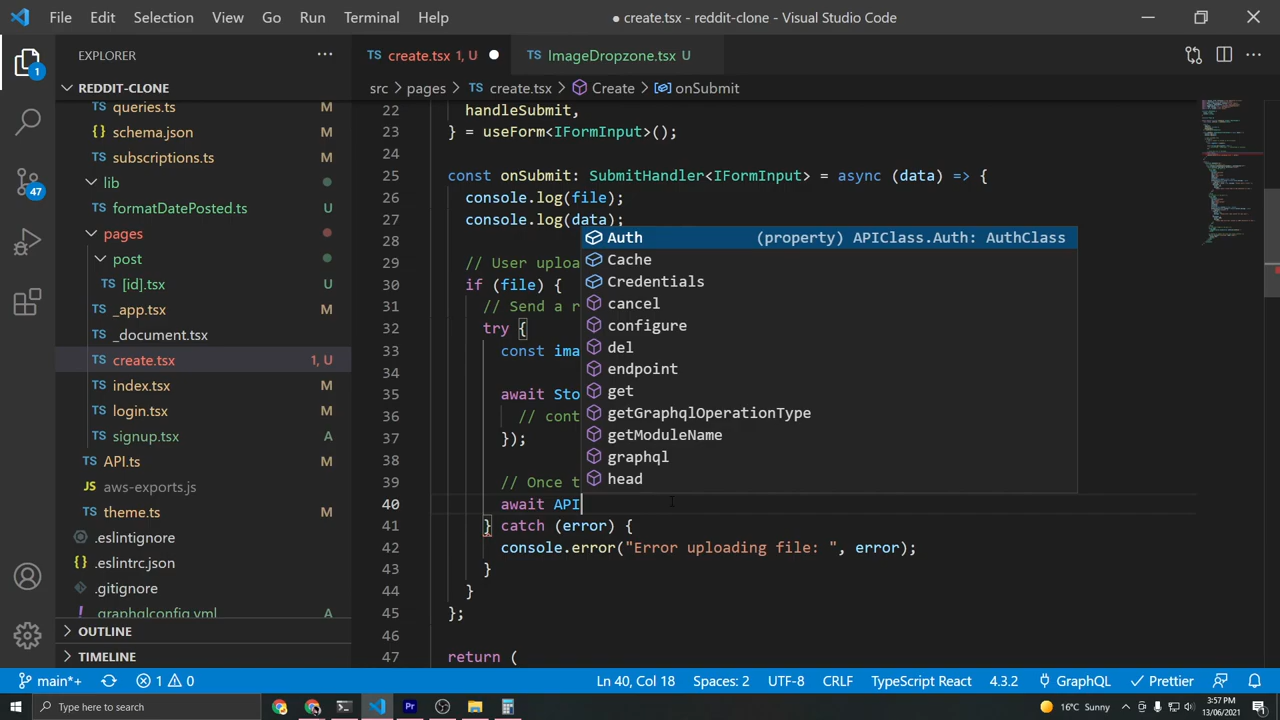 File Edit Selection View Go Run Terminal Help
● create.tsx - reddit-clone - Visual Studio Code
EXPLORER
REDDIT-CLONE
queries.ts M
schema.json M
subscriptions.ts M
lib
formatDatePosted.ts U
pages
post
[id].tsx U
_app.tsx M
_document.tsx M
create.tsx 1, U
index.tsx M
login.tsx M
signup.tsx A
API.ts M
aws-exports.js
theme.ts M
.eslintignore
.eslintrc.json
.gitignore
.graphqlconfig.yml A
OUTLINE
TIMELINE
create.tsx 1, U
ImageDropzone.tsx U
src > pages > create.tsx > Create > onSubmit
22 handleSubmit,
23 } = useForm<IFormInput>();
24
25 const onSubmit: SubmitHandler<IFormInput> = async (data) => {
26 console.log(file);
27 console.log(data);
28
29 // User uploa
30 if (file) {
31 // Send a r
32 try {
33 const ima
34
35 await Sto
36 // cont
37 });
38
39 // Once t
40 await API
41 } catch (error) {
42 console.error("Error uploading file: ", error);
43 }
44 }
45 };
46
47 return (
Auth (property) APIClass.Auth: AuthClass
Cache
Credentials
cancel
configure
del
endpoint
get
getGraphqlOperationType
getModuleName
graphql
head
1
47
main*+ 1 0 Ln 40, Col 18 Spaces: 2 UTF-8 CRLF TypeScript React 4.3.2 GraphQL Prettier
Type here to search
16°C Sunny
3:57 PM
13/06/2021